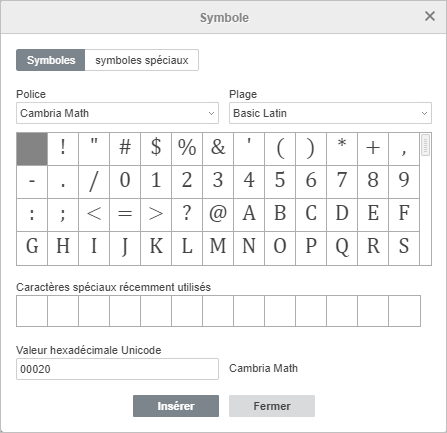 Symbole
Symboles symboles spéciaux
Police Plage
Cambria Math Basic Latin
! " # $ % & ' ( ) * + ,
- . / 0 1 2 3 4 5 6 7 8 9
: ; < = > ? @ A B C D E F
G H I J K L M N O P Q R S
Caractères spéciaux récemment utilisés
Valeur hexadécimale Unicode
00020 Cambria Math
Insérer Fermer